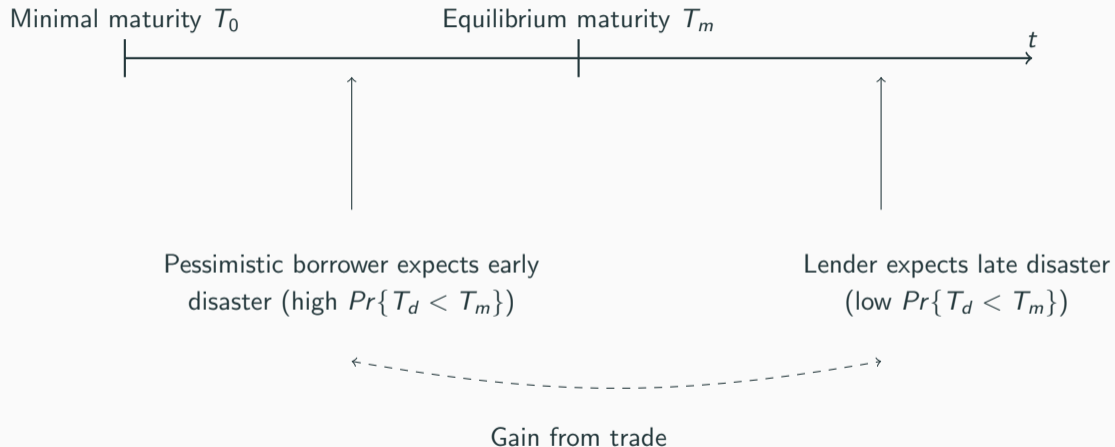 Minimal maturity T₀
Equilibrium maturity Tₘ
t
Pessimistic borrower expects early
disaster (high Pr{T_d < Tₘ})
Lender expects late disaster
(low Pr{T_d < Tₘ})
Gain from trade